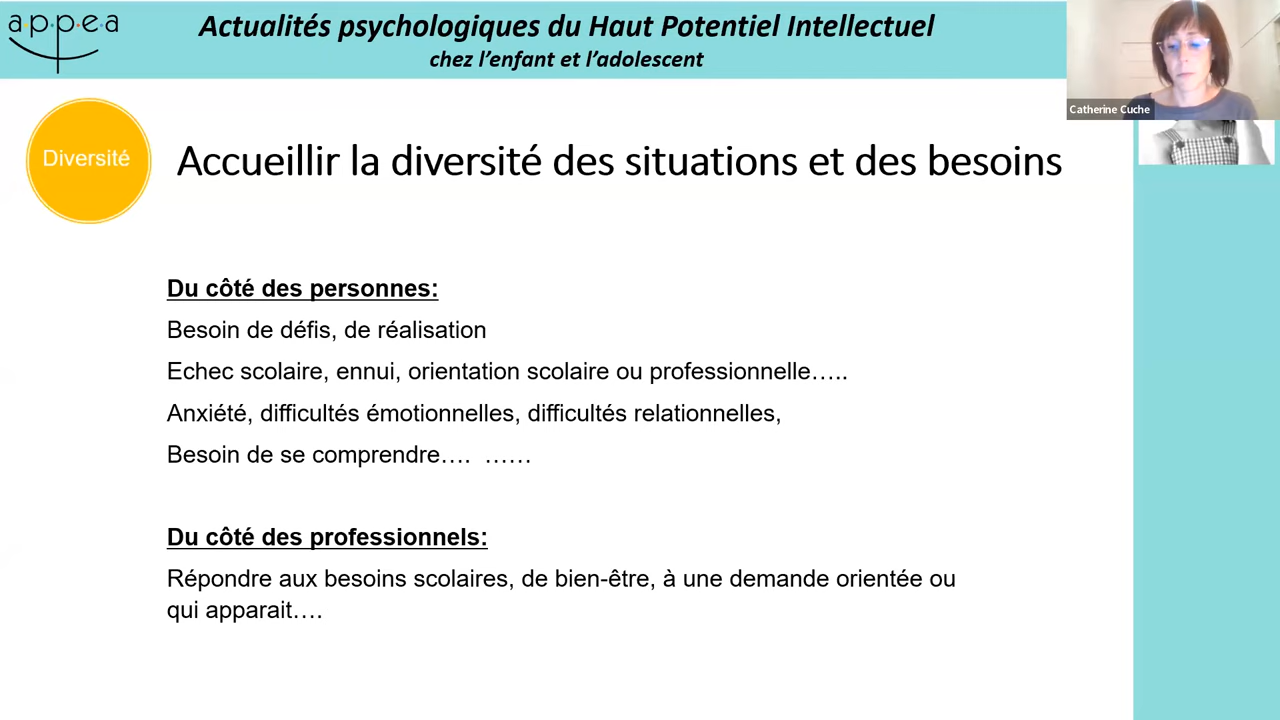 a·p·p·e·a
Actualités psychologiques du Haut Potentiel Intellectuel
chez l'enfant et l'adolescent
Catherine Cuche
Diversité
Accueillir la diversité des situations et des besoins
Du côté des personnes:
Besoin de défis, de réalisation
Echec scolaire, ennui, orientation scolaire ou professionnelle…..
Anxiété, difficultés émotionnelles, difficultés relationnelles,
Besoin de se comprendre…. ……
Du côté des professionnels:
Répondre aux besoins scolaires, de bien-être, à une demande orientée ou
qui apparait….